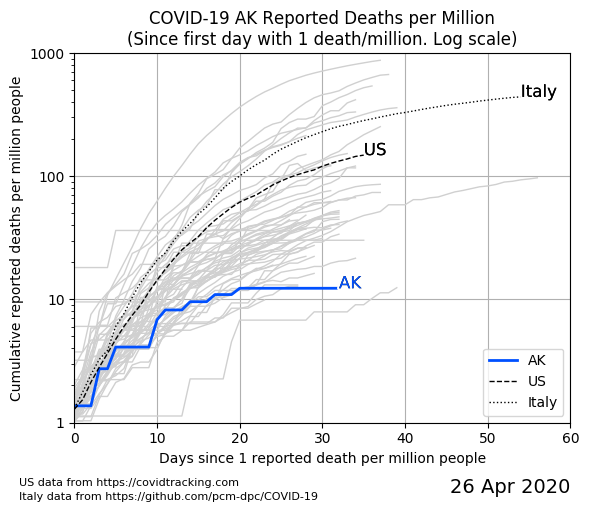 COVID-19 AK Reported Deaths per Million
(Since first day with 1 death/million. Log scale)
Cumulative reported deaths per million people
1000
100
10
1
Italy
US
AK
AK
US
Italy
0 10 20 30 40 50 60
Days since 1 reported death per million people
US data from https://covidtracking.com
Italy data from https://github.com/pcm-dpc/COVID-19
26 Apr 2020